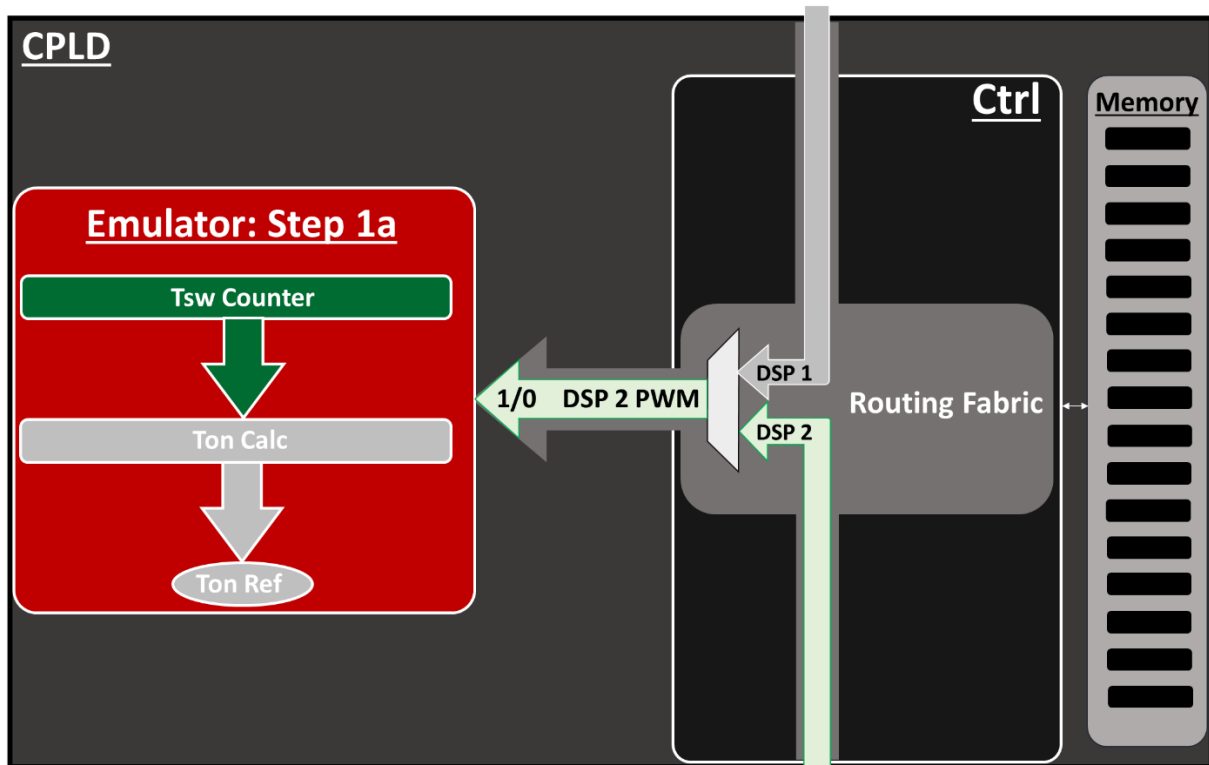 CPLD
Ctrl
Memory
Emulator: Step 1a
Tsw Counter
Ton Calc
Ton Ref
1/0 DSP 2 PWM
DSP 1
DSP 2
Routing Fabric